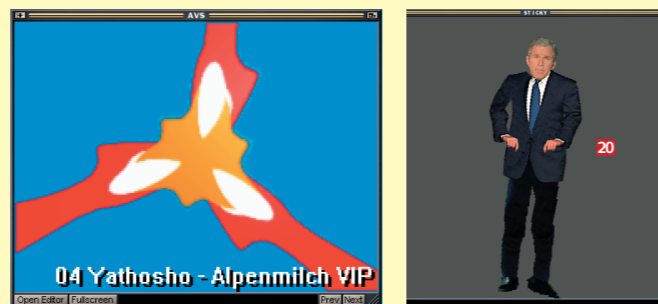 AVS
04 Yathosho - Alpenmilch VIP
Open Editor Fullscreen Prev Next
STICKY
20